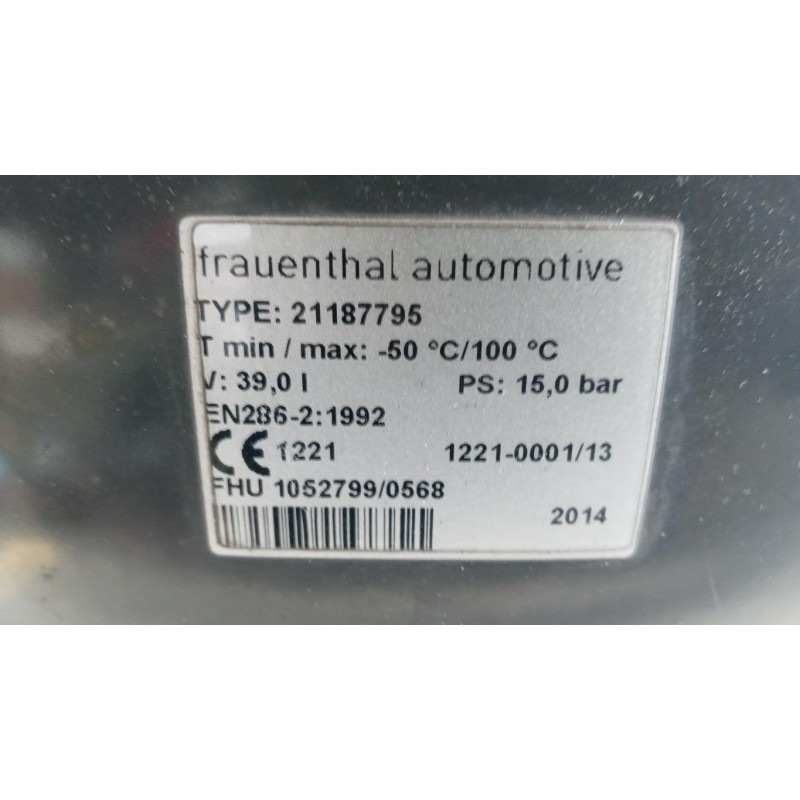 frauenthal automotive
TYPE: 21187795
T min / max: -50 °C/100 °C
V: 39,0 l PS: 15,0 bar
EN286-2:1992
CE 1221 1221-0001/13
FHU 1052799/0568
2014